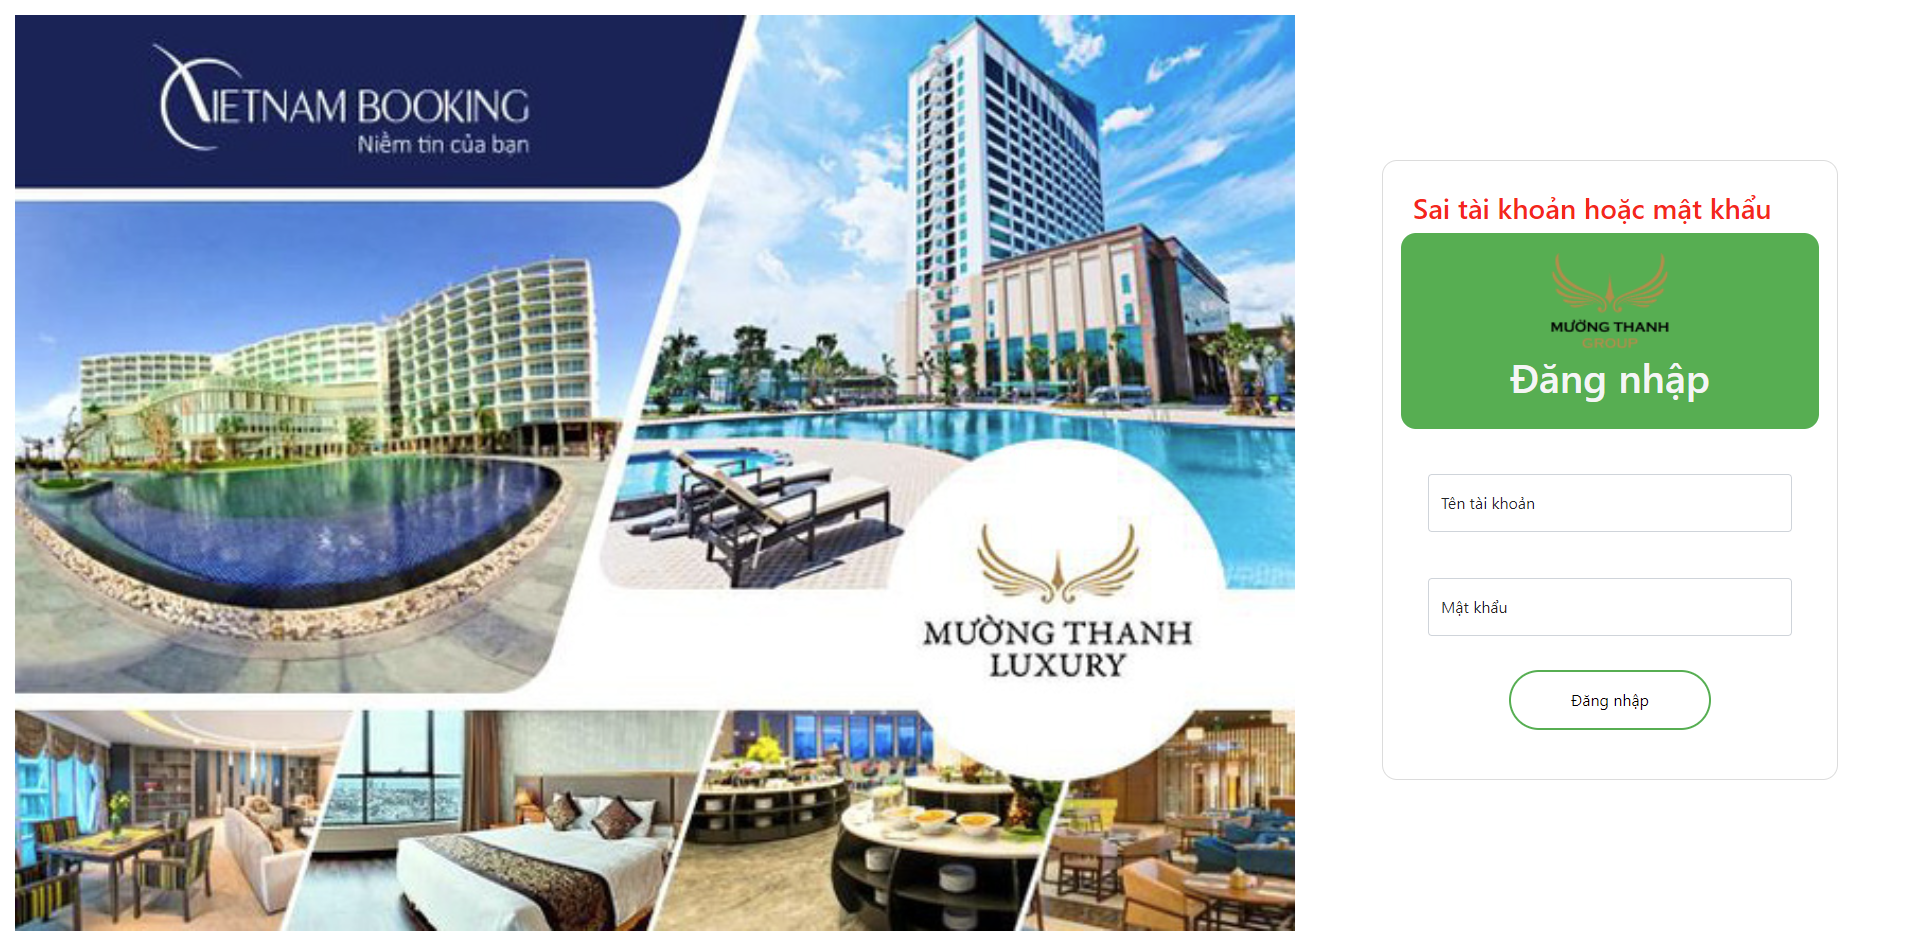 VIETNAM BOOKING
Niềm tin của bạn
MƯỜNG THANH
LUXURY
Sai tài khoản hoặc mật khẩu
MƯỜNG THANH
GROUP
Đăng nhập
Tên tài khoản
Mật khẩu
Đăng nhập